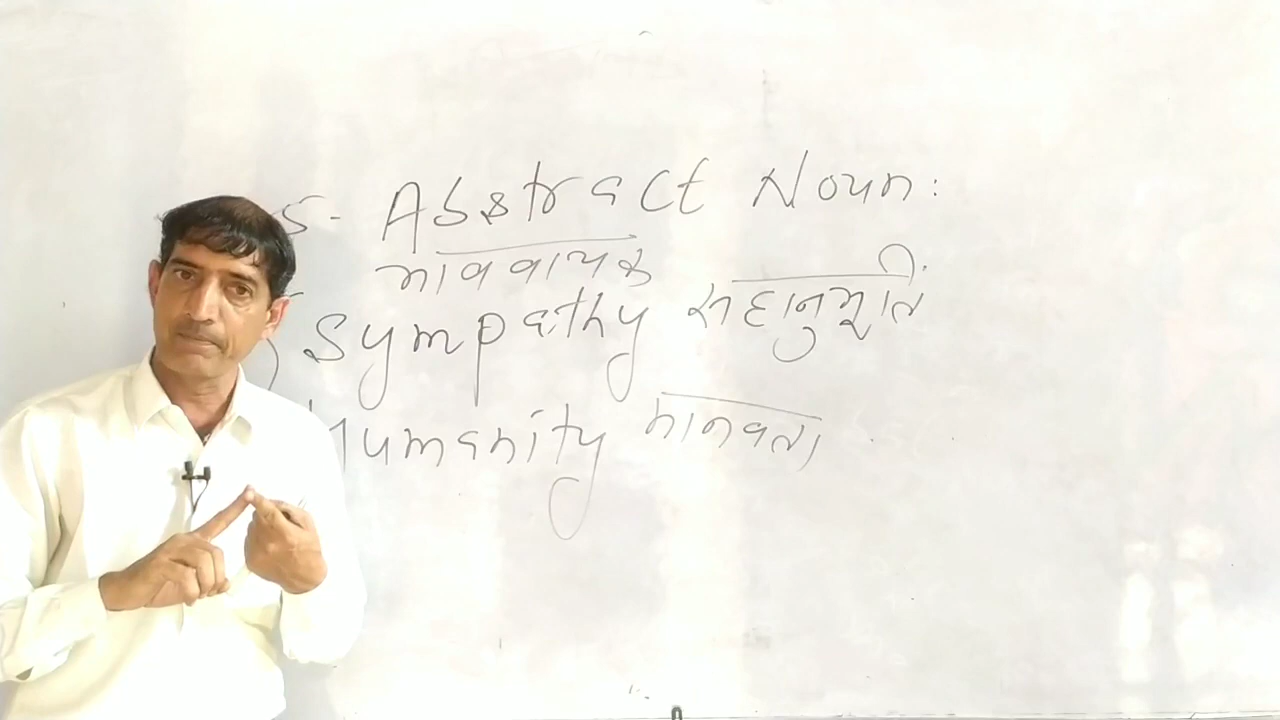 5- Abstract Noun:
भाववाचक
Sympathy सहानुभूति
Humanity मानवता